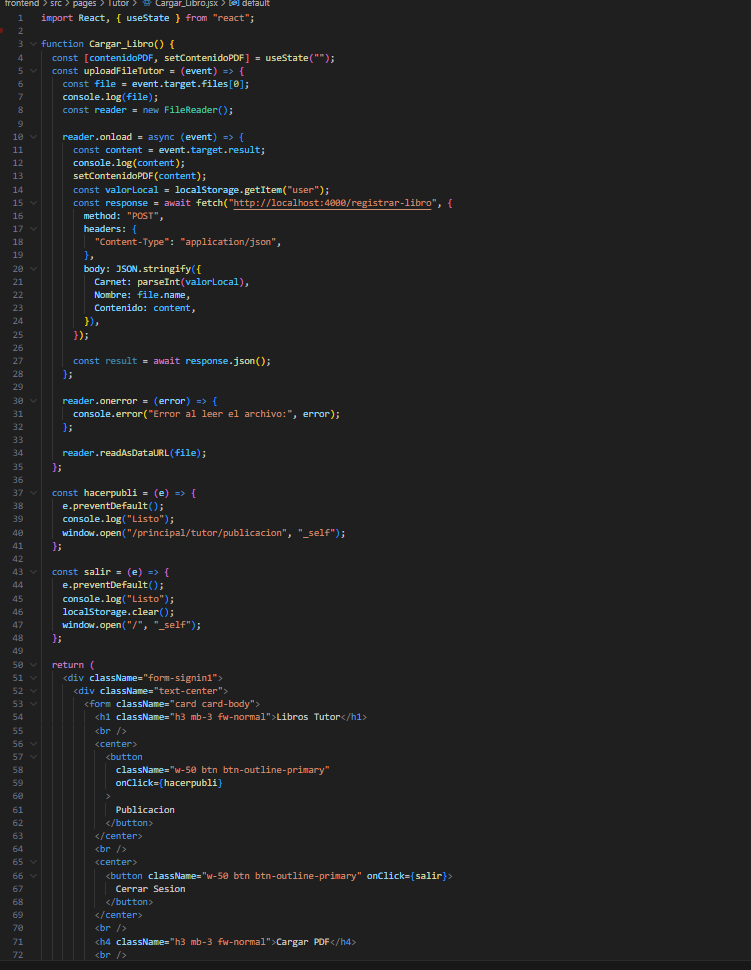 frontend > src > pages > Tutor > Cargar_Libro.jsx > default
1 import React, { useState } from "react";
2
3 function Cargar_Libro() {
4 const [contenidoPDF, setContenidoPDF] = useState("");
5 const uploadFileTutor = (event) => {
6 const file = event.target.files[0];
7 console.log(file);
8 const reader = new FileReader();
9
10 reader.onload = async (event) => {
11 const content = event.target.result;
12 console.log(content);
13 setContenidoPDF(content);
14 const valorLocal = localStorage.getItem("user");
15 const response = await fetch("http://localhost:4000/registrar-libro", {
16 method: "POST",
17 headers: {
18 "Content-Type": "application/json",
19 },
20 body: JSON.stringify({
21 Carnet: parseInt(valorLocal),
22 Nombre: file.name,
23 Contenido: content,
24 }),
25 });
26
27 const result = await response.json();
28 };
29
30 reader.onerror = (error) => {
31 console.error("Error al leer el archivo:", error);
32 };
33
34 reader.readAsDataURL(file);
35 };
36
37 const hacerpubli = (e) => {
38 e.preventDefault();
39 console.log("Listo");
40 window.open("/principal/tutor/publicacion", "_self");
41 };
42
43 const salir = (e) => {
44 e.preventDefault();
45 console.log("Listo");
46 localStorage.clear();
47 window.open("/", "_self");
48 };
49
50 return (
51 <div className="form-signin1">
52 <div className="text-center">
53 <form className="card card-body">
54 <h1 className="h3 mb-3 fw-normal">Libros Tutor</h1>
55 <br />
56 <center>
57 <button
58 className="w-50 btn btn-outline-primary"
59 onClick={hacerpubli}
60 >
61 Publicacion
62 </button>
63 </center>
64 <br />
65 <center>
66 <button className="w-50 btn btn-outline-primary" onClick={salir}>
67 Cerrar Sesion
68 </button>
69 </center>
70 <br />
71 <h4 className="h3 mb-3 fw-normal">Cargar PDF</h4>
72 <br />